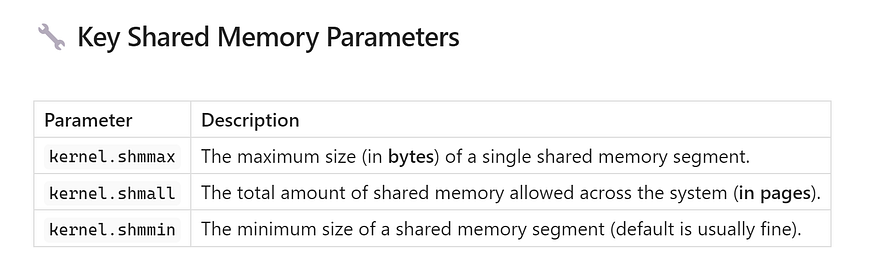 Key Shared Memory Parameters
Parameter Description
kernel.shmmax The maximum size (in bytes) of a single shared memory segment.
kernel.shmall The total amount of shared memory allowed across the system (in pages).
kernel.shmmin The minimum size of a shared memory segment (default is usually fine).